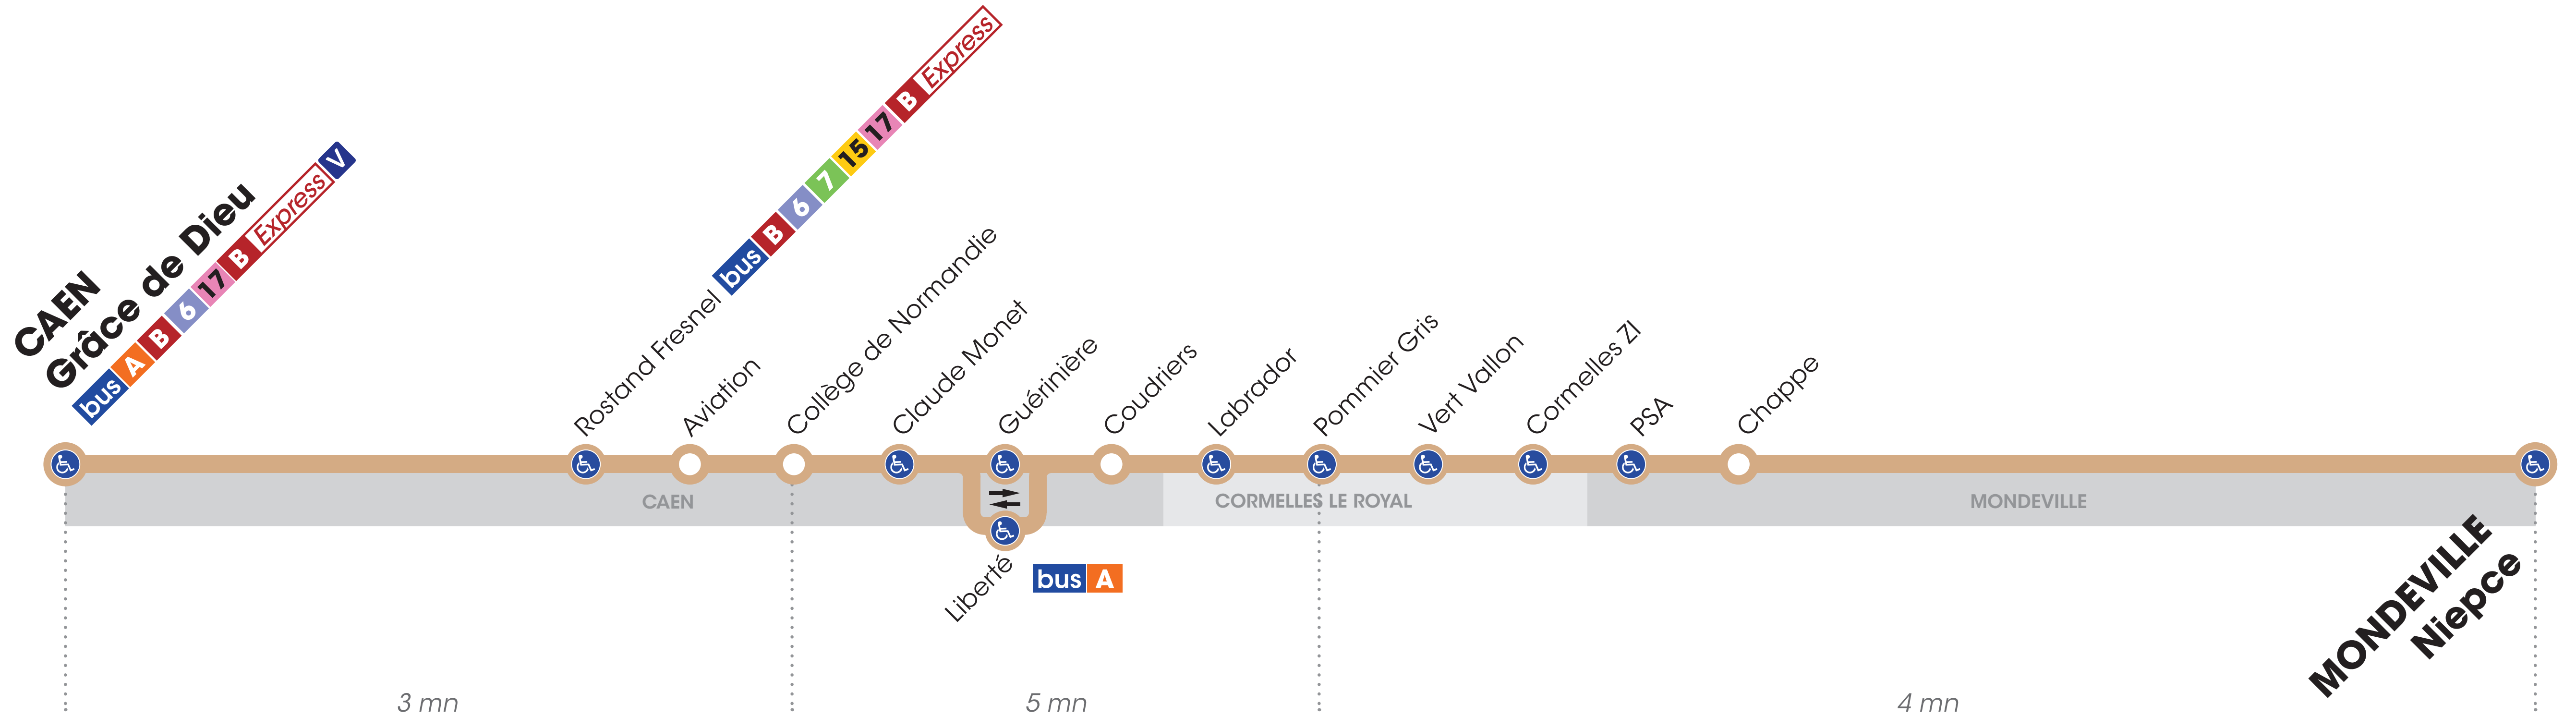 CAEN
Grâce de Dieu
bus A B 6 17 B Express V
Rostand Fresnel bus B 6 7 15 17 B Express
Aviation
Collège de Normandie
Claude Monet
Guérinière
Coudriers
Labrador
Pommier Gris
Vert Vallon
Cormelles ZI
PSA
Chappe
CAEN
CORMELLES LE ROYAL
MONDEVILLE
Liberté bus A
MONDEVILLE
Niepce
3 mn
5 mn
4 mn